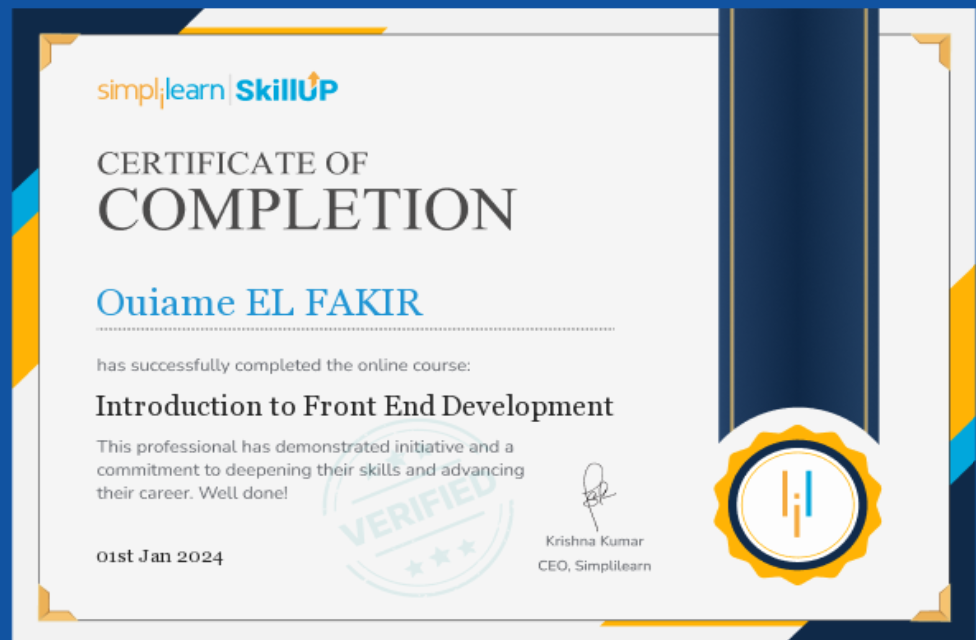 simplilearn | SkillUP
CERTIFICATE OF
COMPLETION
Ouiame EL FAKIR
has successfully completed the online course:
Introduction to Front End Development
This professional has demonstrated initiative and a
commitment to deepening their skills and advancing
their career. Well done!
VERIFIED
01st Jan 2024
Krishna Kumar
CEO, Simplilearn